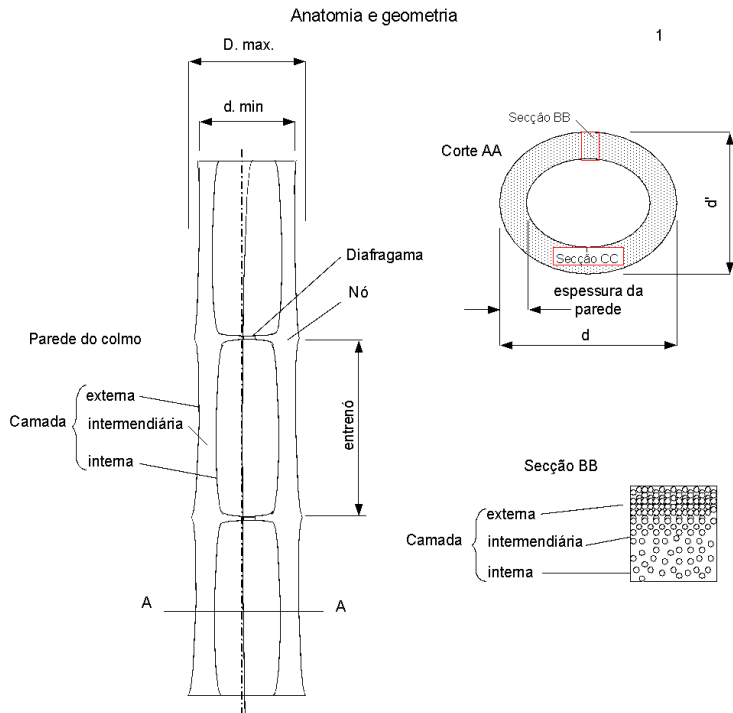 Anatomia e geometria
1
D. max.
d. min
Diafragama
Nó
Parede do colmo
externa
Camada
intermendiária
interna
entrenó
A
A
Secção BB
Corte AA
d'
Secção CC
espessura da
parede
d
Secção BB
externa
Camada
intermendiária
interna